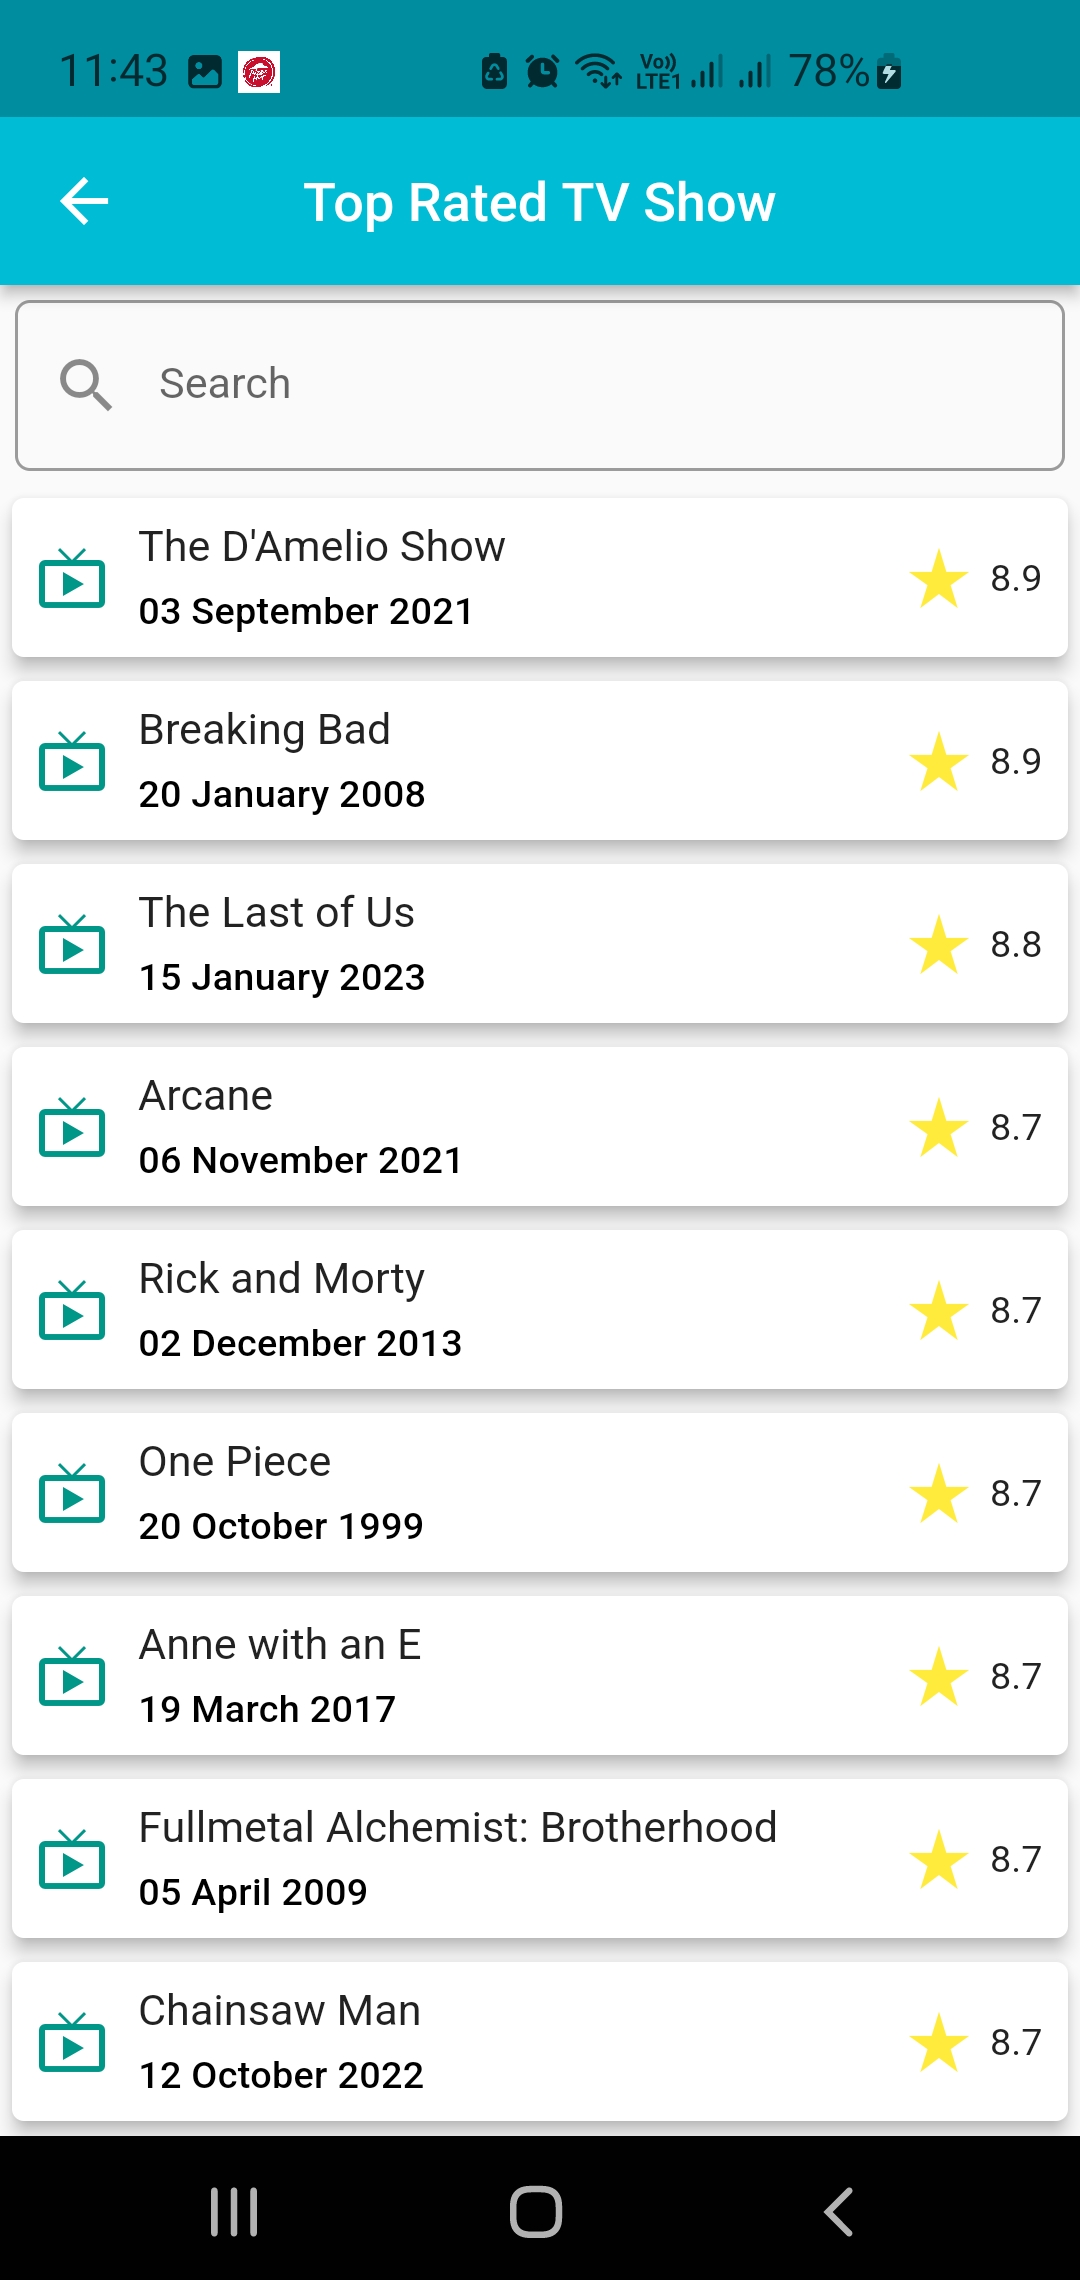 11:43 Vo)) LTE1 78%
Top Rated TV Show
Search
The D'Amelio Show
03 September 2021
8.9
Breaking Bad
20 January 2008
8.9
The Last of Us
15 January 2023
8.8
Arcane
06 November 2021
8.7
Rick and Morty
02 December 2013
8.7
One Piece
20 October 1999
8.7
Anne with an E
19 March 2017
8.7
Fullmetal Alchemist: Brotherhood
05 April 2009
8.7
Chainsaw Man
12 October 2022
8.7